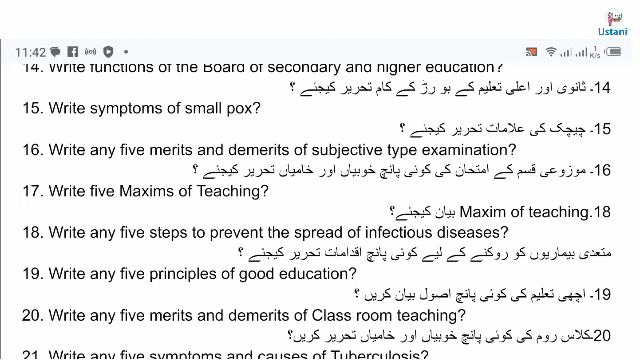 Ustani
11:42
1 K/s
14. Write functions of the Board of secondary and higher education?
14۔ ثانوی اور اعلی تعلیم کے بو رڑ کے کام تحریر کیجئے ؟
15. Write symptoms of small pox?
15۔ چیچک کی علامات تحریر کیجئے ؟
16. Write any five merits and demerits of subjective type examination?
16۔ موزوعی قسم کے امتحان کی کوئی پانچ خوبیاں اور خامیاں تحریر کیجئے ؟
17. Write five Maxims of Teaching?
18.Maxim of teaching بیان کیجئے؟
18. Write any five steps to prevent the spread of infectious diseases?
متعدی بیماریوں کو روکنے کے لیے کوئی پانچ اقدامات تحریر کیجئے ؟
19. Write any five principles of good education?
19۔ اچھی تعلیم کی کوئی پانچ اصول بیان کریں ؟
20. Write any five merits and demerits of Class room teaching?
20۔کلاس روم کی کوئی پانچ خوبیاں اور خامیاں تحریر کریں؟
21. Write any five symptoms and causes of Tuberculosis?